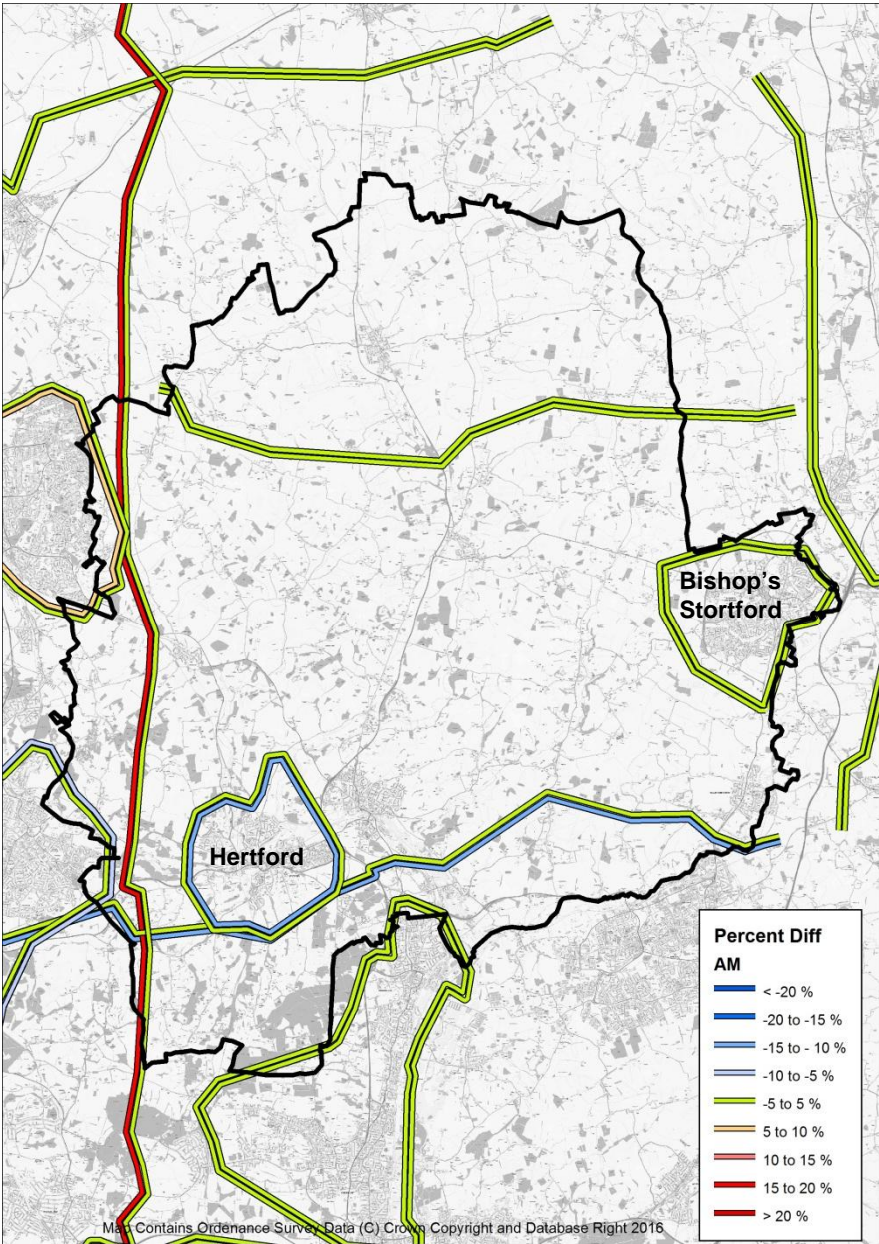 Bishop's
Stortford
Hertford
Percent Diff
AM
< -20 %
-20 to -15 %
-15 to - 10 %
-10 to -5 %
-5 to 5 %
5 to 10 %
10 to 15 %
15 to 20 %
> 20 %
Map Contains Ordenance Survey Data (C) Crown Copyright and Database Right 2016